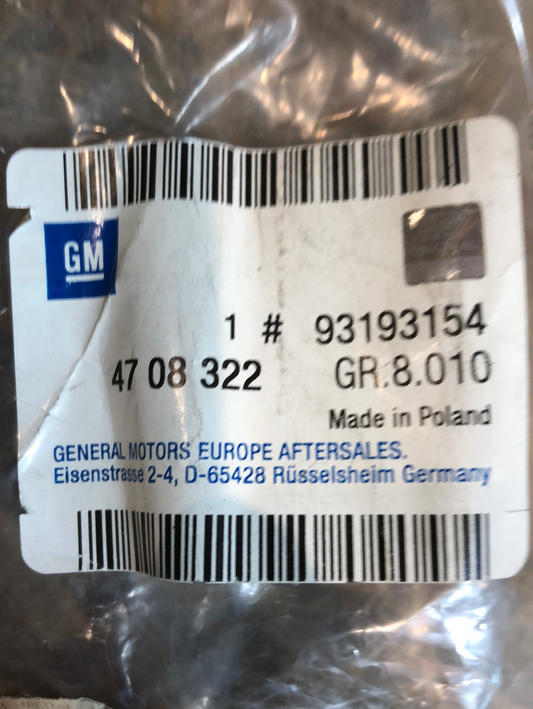 GM
1 # 93193154
47 08 322 GR.8.010
Made in Poland
GENERAL MOTORS EUROPE AFTERSALES.
Eisenstrasse 2-4, D-65428 Rüsselsheim Germany